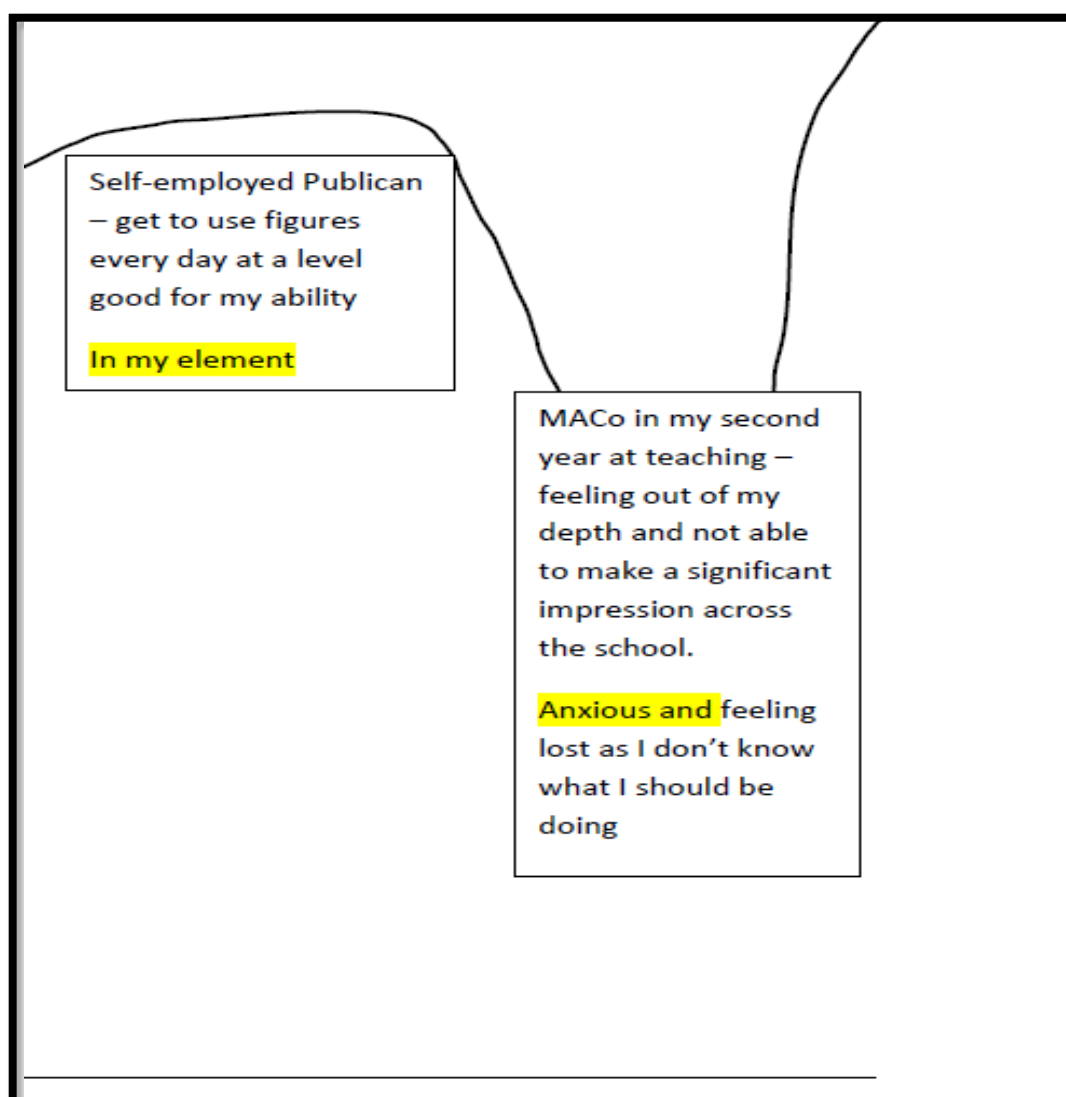 Self-employed Publican
– get to use figures
every day at a level
good for my ability
In my element
MACo in my second
year at teaching –
feeling out of my
depth and not able
to make a significant
impression across
the school.
Anxious and feeling
lost as I don’t know
what I should be
doing